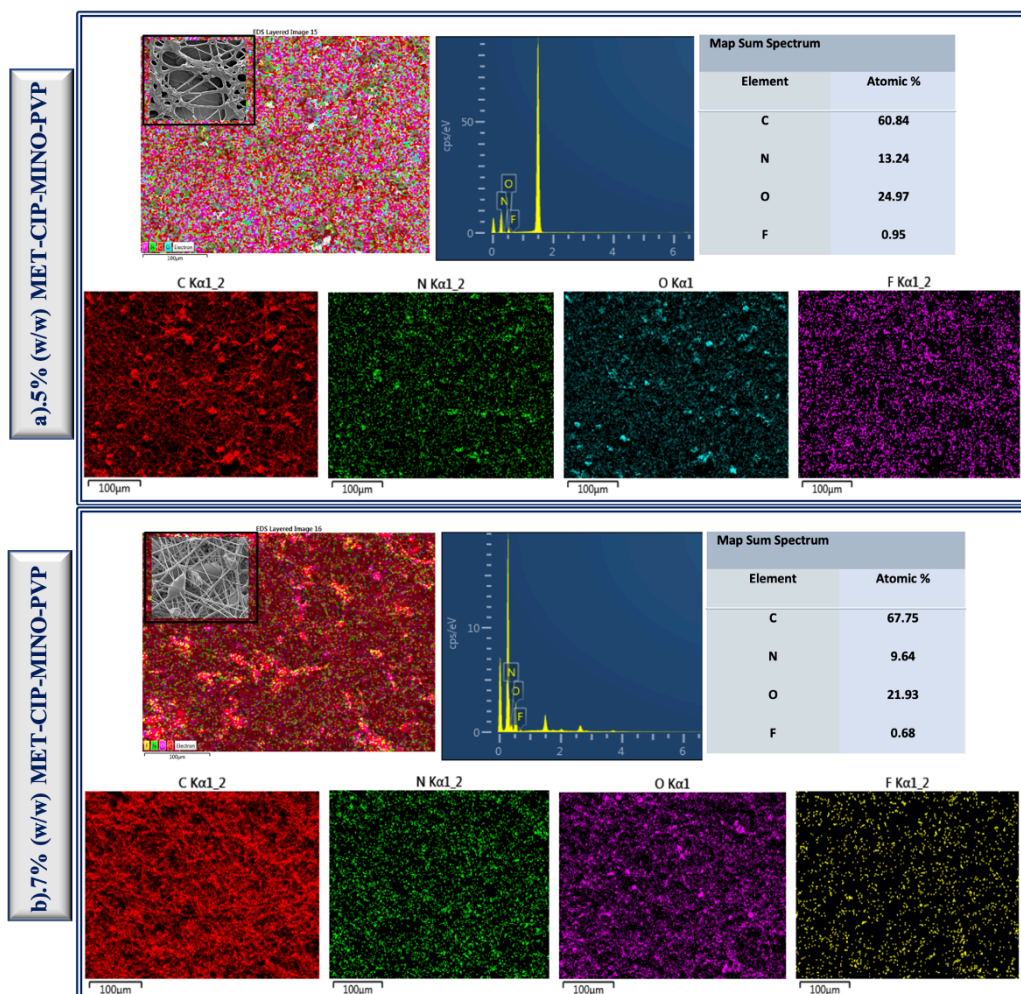 a).5% (w/w) MET-CIP-MINO-PVP
EDS Layered Image 15
Electron
100µm
cps/eV
50
0
O
N
F
0 2 4 6
Map Sum Spectrum
Element Atomic %
C 60.84
N 13.24
O 24.97
F 0.95
C Kα1_2 N Kα1_2 O Kα1 F Kα1_2
100µm 100µm 100µm 100µm
b).7% (w/w) MET-CIP-MINO-PVP
EDS Layered Image 16
Electron
100µm
cps/eV
10
0
N
O
F
0 2 4 6
Map Sum Spectrum
Element Atomic %
C 67.75
N 9.64
O 21.93
F 0.68
C Kα1_2 N Kα1_2 O Kα1 F Kα1_2
100µm 100µm 100µm 100µm